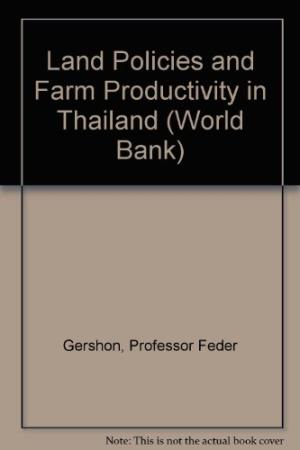 Land Policies and
Farm Productivity in
Thailand (World
Bank)
Gershon, Professor Feder
Note: This is not the actual book cover